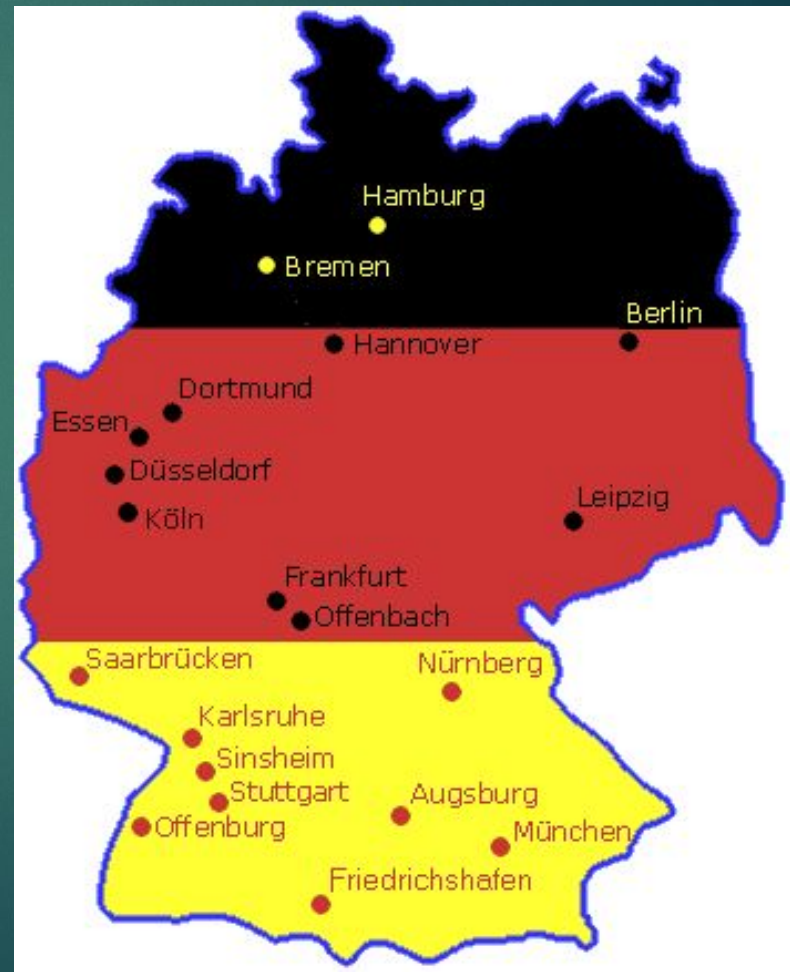 Hamburg
Bremen
Berlin
Hannover
Dortmund
Essen
Düsseldorf
Leipzig
Köln
Frankfurt
Offenbach
Saarbrücken
Nürnberg
Karlsruhe
Sinsheim
Stuttgart
Augsburg
Offenburg
München
Friedrichshafen